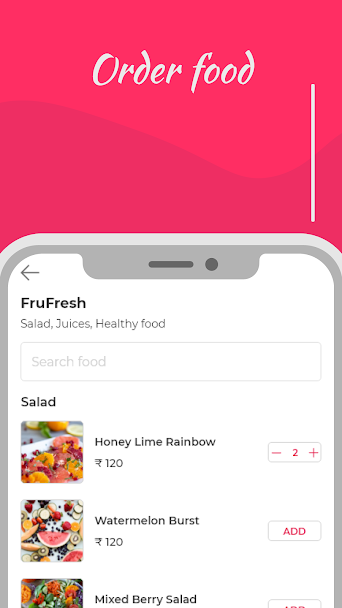 Order food
FruFresh
Salad, Juices, Healthy food
Search food
Salad
Honey Lime Rainbow
₹ 120
2
Watermelon Burst
₹ 120
ADD
Mixed Berry Salad
ADD